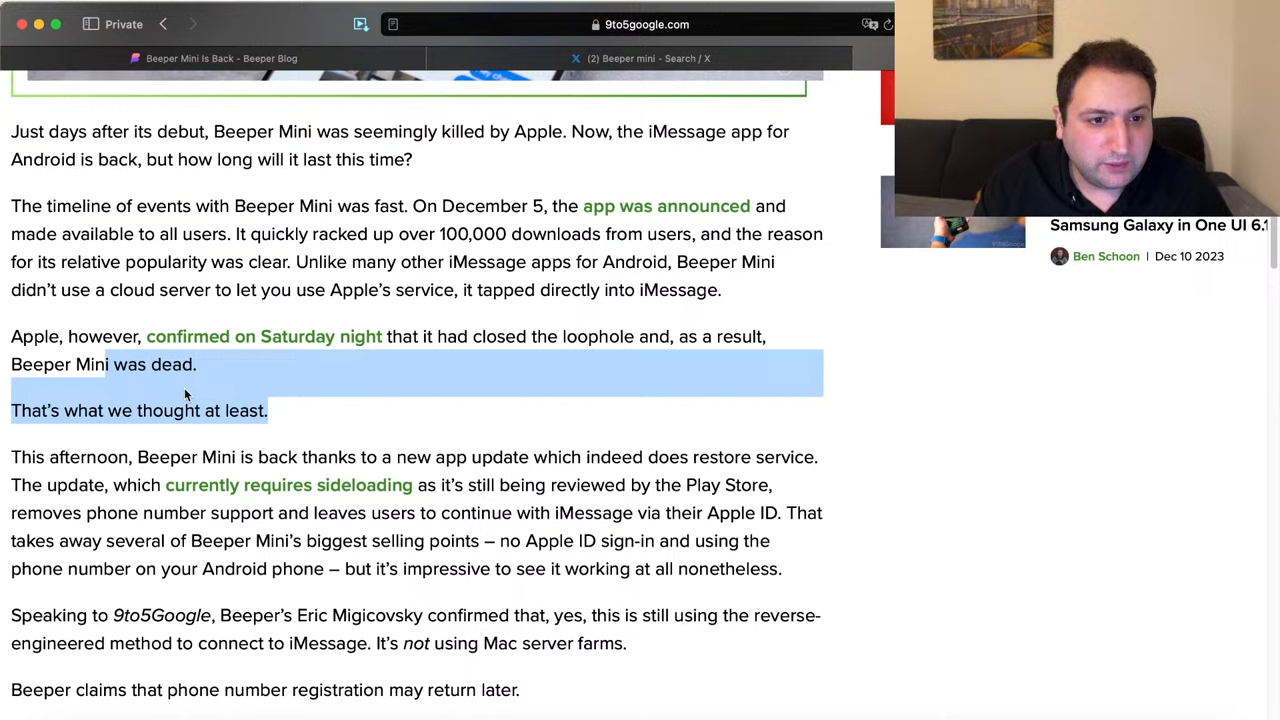 Private
9to5google.com
Beeper Mini Is Back - Beeper Blog
(2) Beeper mini - Search / X
Just days after its debut, Beeper Mini was seemingly killed by Apple. Now, the iMessage app for
Android is back, but how long will it last this time?
The timeline of events with Beeper Mini was fast. On December 5, the app was announced and
made available to all users. It quickly racked up over 100,000 downloads from users, and the reason
for its relative popularity was clear. Unlike many other iMessage apps for Android, Beeper Mini
didn’t use a cloud server to let you use Apple’s service, it tapped directly into iMessage.
Apple, however, confirmed on Saturday night that it had closed the loophole and, as a result,
Beeper Mini was dead.
That’s what we thought at least.
This afternoon, Beeper Mini is back thanks to a new app update which indeed does restore service.
The update, which currently requires sideloading as it’s still being reviewed by the Play Store,
removes phone number support and leaves users to continue with iMessage via their Apple ID. That
takes away several of Beeper Mini’s biggest selling points – no Apple ID sign-in and using the
phone number on your Android phone – but it’s impressive to see it working at all nonetheless.
Speaking to 9to5Google, Beeper’s Eric Migicovsky confirmed that, yes, this is still using the reverse-
engineered method to connect to iMessage. It’s not using Mac server farms.
Beeper claims that phone number registration may return later.
Samsung Galaxy in One UI 6.1
Ben Schoon | Dec 10 2023
9TO5Google